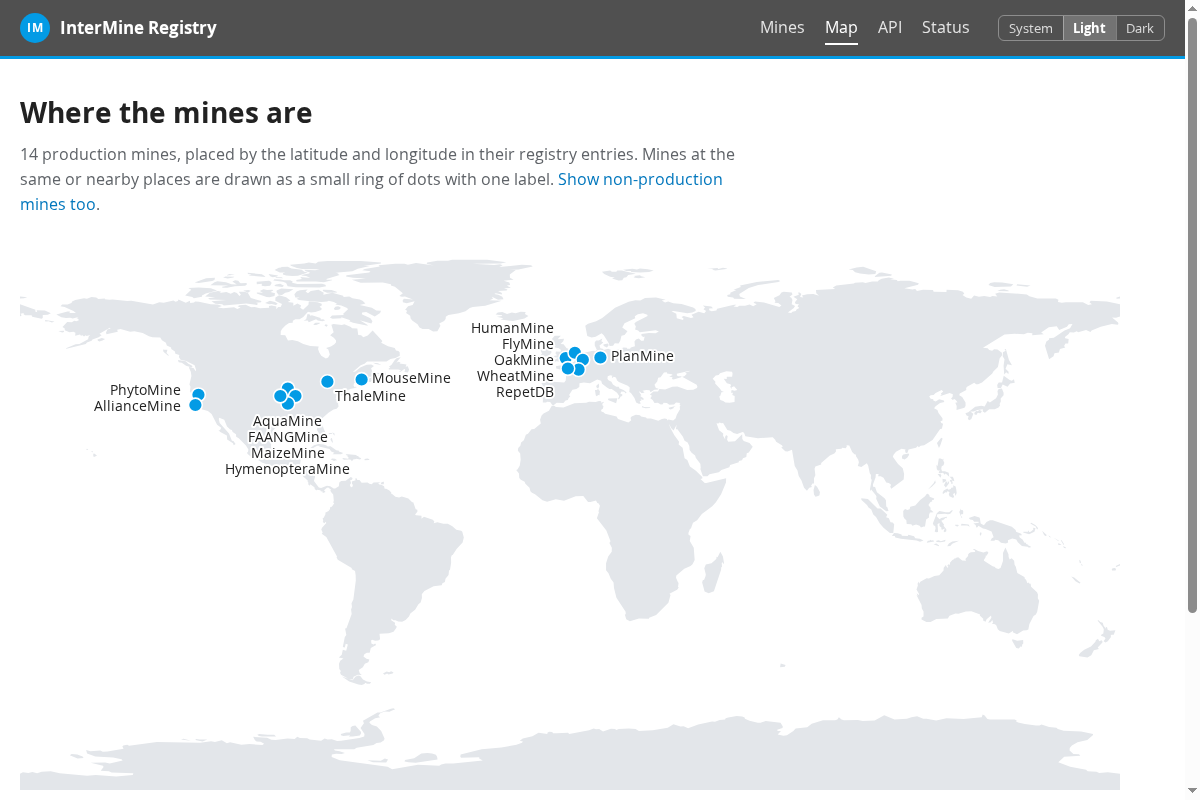 IM InterMine Registry
Mines Map API Status System Light Dark
Where the mines are
14 production mines, placed by the latitude and longitude in their registry entries. Mines at the
same or nearby places are drawn as a small ring of dots with one label. Show non-production
mines too.
HumanMine
FlyMine
OakMine
WheatMine
RepetDB
PlanMine
PhytoMine
AllianceMine
MouseMine
ThaleMine
AquaMine
FAANGMine
MaizeMine
HymenopteraMine